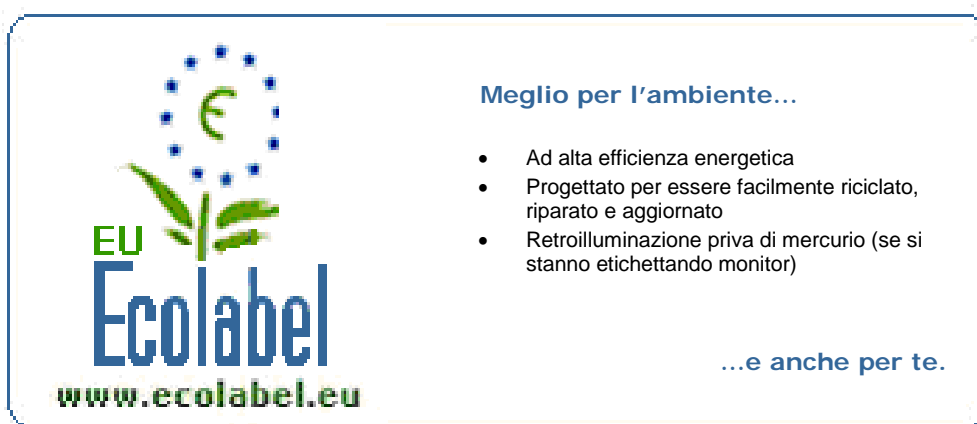 EU
Ecolabel
www.ecolabel.eu
Meglio per l'ambiente...
• Ad alta efficienza energetica
• Progettato per essere facilmente riciclato,
riparato e aggiornato
• Retroilluminazione priva di mercurio (se si
stanno etichettando monitor)
...e anche per te.